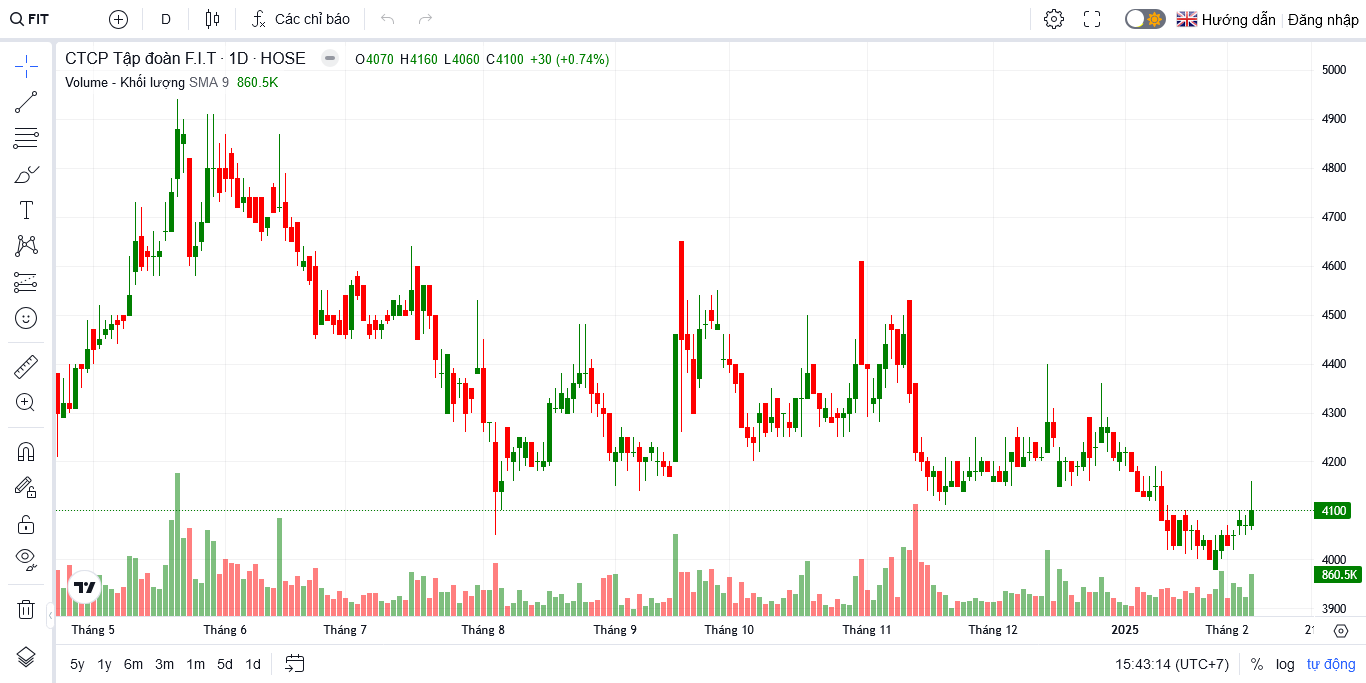 FIT D Các chỉ báo Hướng dẫn Đăng nhập
CTCP Tập đoàn F.I.T · 1D · HOSE O4070 H4160 L4060 C4100 +30 (+0.74%)
Volume - Khối lượng SMA 9 860.5K
5000
4900
4800
4700
4600
4500
4400
4300
4200
4100
4000
860.5K
3900
Tháng 5 Tháng 6 Tháng 7 Tháng 8 Tháng 9 Tháng 10 Tháng 11 Tháng 12 2025 Tháng 2
5y 1y 6m 3m 1m 5d 1d 15:43:14 (UTC+7) % log tự động